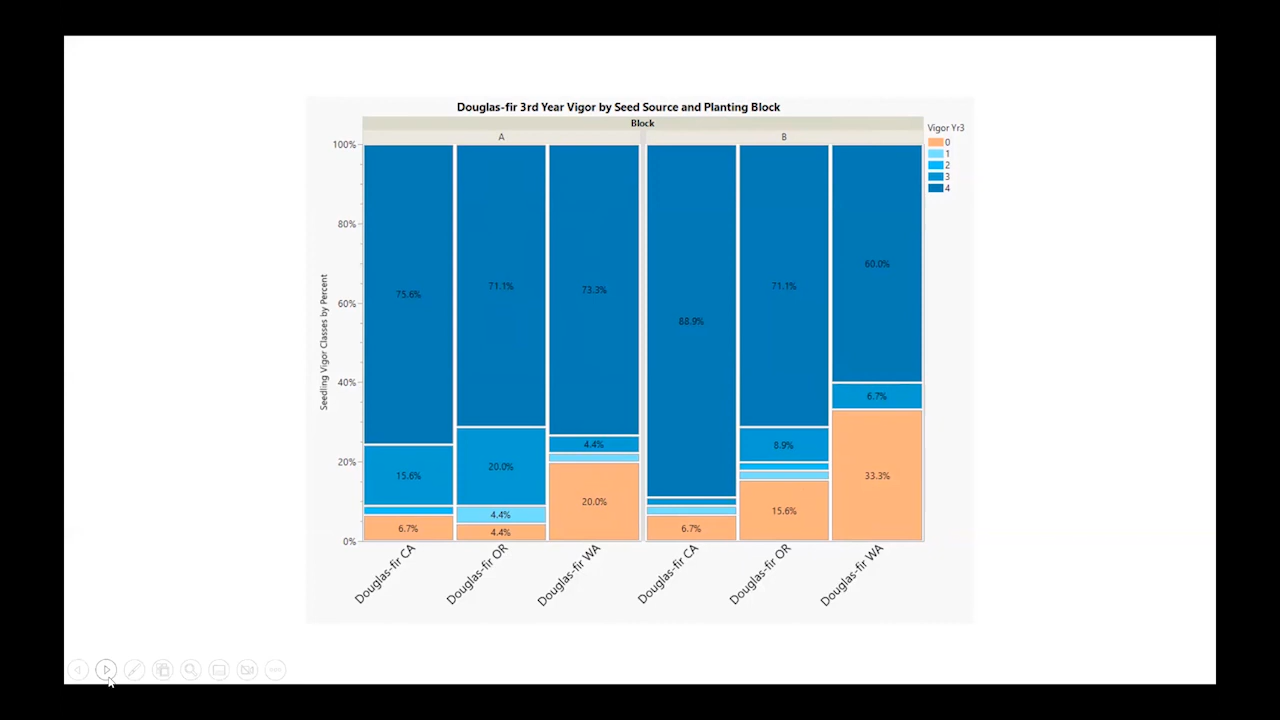 Douglas-fir 3rd Year Vigor by Seed Source and Planting Block
Block
A
B
Vigor Yr3
0
1
2
3
4
100%
80%
60%
40%
20%
0%
Seedling Vigor Classes by Percent
75.6%
15.6%
6.7%
71.1%
20.0%
4.4%
4.4%
73.3%
4.4%
20.0%
88.9%
6.7%
71.1%
8.9%
15.6%
60.0%
6.7%
33.3%
Douglas-fir CA
Douglas-fir OR
Douglas-fir WA
Douglas-fir CA
Douglas-fir OR
Douglas-fir WA